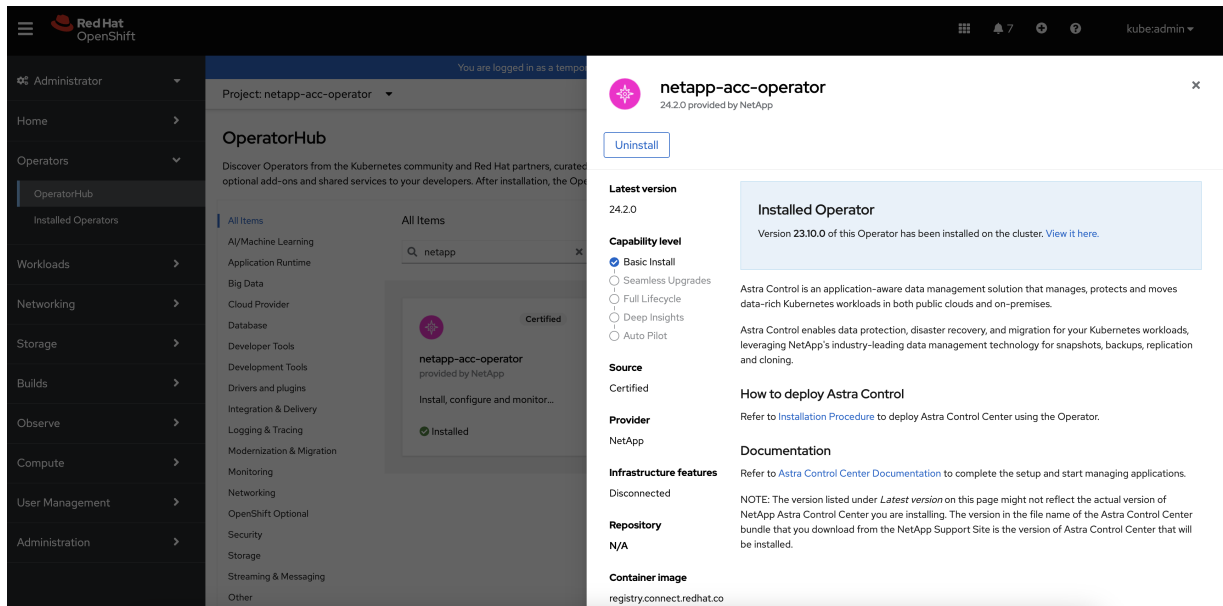 Red Hat
OpenShift
7
kube:admin
Administrator
Home
Operators
OperatorHub
Installed Operators
Workloads
Networking
Storage
Builds
Observe
Compute
User Management
Administration
You are logged in as a tempor
Project: netapp-acc-operator
OperatorHub
Discover Operators from the Kubernetes community and Red Hat partners, curated
optional add-ons and shared services to your developers. After installation, the Ope
All Items
AI/Machine Learning
Application Runtime
Big Data
Cloud Provider
Database
Developer Tools
Development Tools
Drivers and plugins
Integration & Delivery
Logging & Tracing
Modernization & Migration
Monitoring
Networking
OpenShift Optional
Security
Storage
Streaming & Messaging
Other
All Items
netapp
Certified
netapp-acc-operator
provided by NetApp
Install, configure and monitor...
Installed
netapp-acc-operator
24.2.0 provided by NetApp
Uninstall
Latest version
24.2.0
Capability level
Basic Install
Seamless Upgrades
Full Lifecycle
Deep Insights
Auto Pilot
Source
Certified
Provider
NetApp
Infrastructure features
Disconnected
Repository
N/A
Container image
registry.connect.redhat.co
Installed Operator
Version 23.10.0 of this Operator has been installed on the cluster. View it here.
Astra Control is an application-aware data management solution that manages, protects and moves
data-rich Kubernetes workloads in both public clouds and on-premises.
Astra Control enables data protection, disaster recovery, and migration for your Kubernetes workloads,
leveraging NetApp's industry-leading data management technology for snapshots, backups, replication
and cloning.
How to deploy Astra Control
Refer to Installation Procedure to deploy Astra Control Center using the Operator.
Documentation
Refer to Astra Control Center Documentation to complete the setup and start managing applications.
NOTE: The version listed under Latest version on this page might not reflect the actual version of
NetApp Astra Control Center you are installing. The version in the file name of the Astra Control Center
bundle that you download from the NetApp Support Site is the version of Astra Control Center that will
be installed.